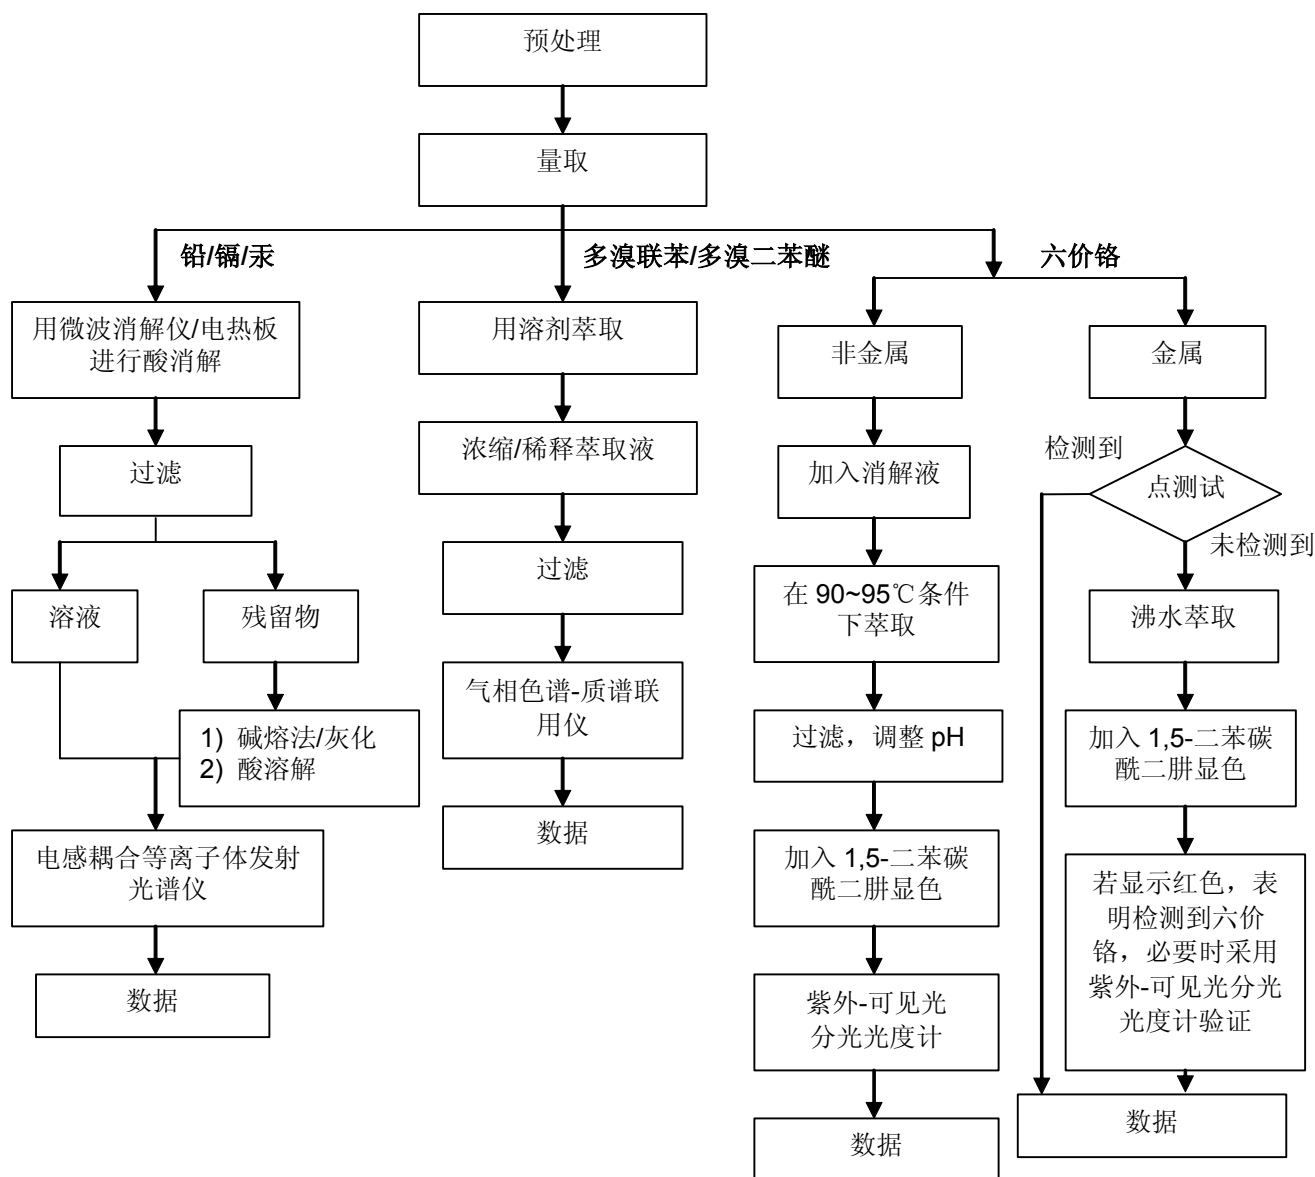 预处理
量取
铅/镉/汞
多溴联苯/多溴二苯醚
六价铬
用微波消解仪/电热板
进行酸消解
过滤
溶液
残留物
1) 碱熔法/灰化
2) 酸溶解
电感耦合等离子体发射
光谱仪
数据
用溶剂萃取
浓缩/稀释萃取液
过滤
气相色谱-质谱联
用仪
数据
非金属
加入消解液
在 90~95℃条件
下萃取
过滤，调整 pH
加入 1,5-二苯碳
酰二肼显色
紫外-可见光
分光光度计
数据
金属
检测到
点测试
未检测到
沸水萃取
加入 1,5-二苯碳
酰二肼显色
若显示红色，表
明检测到六价
铬，必要时采用
紫外-可见光分光
光度计验证
数据